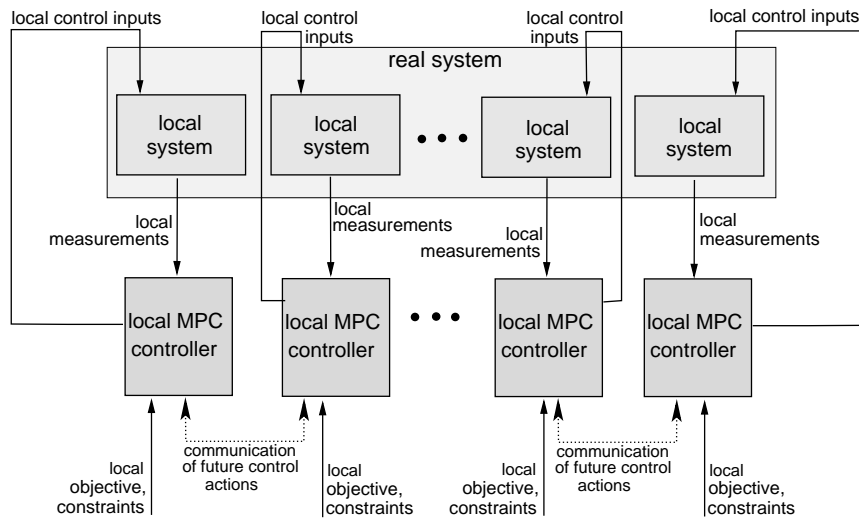 local control inputs
local control
inputs
local control
inputs
local control inputs
real system
local
system
local
system
local
system
local
system
local
measurements
local
measurements
local
measurements
local
measurements
local MPC
controller
local MPC
controller
local MPC
controller
local MPC
controller
communication
of future control
actions
communication
of future control
actions
local
objective,
constraints
local
objective,
constraints
local
objective,
constraints
local
objective,
constraints